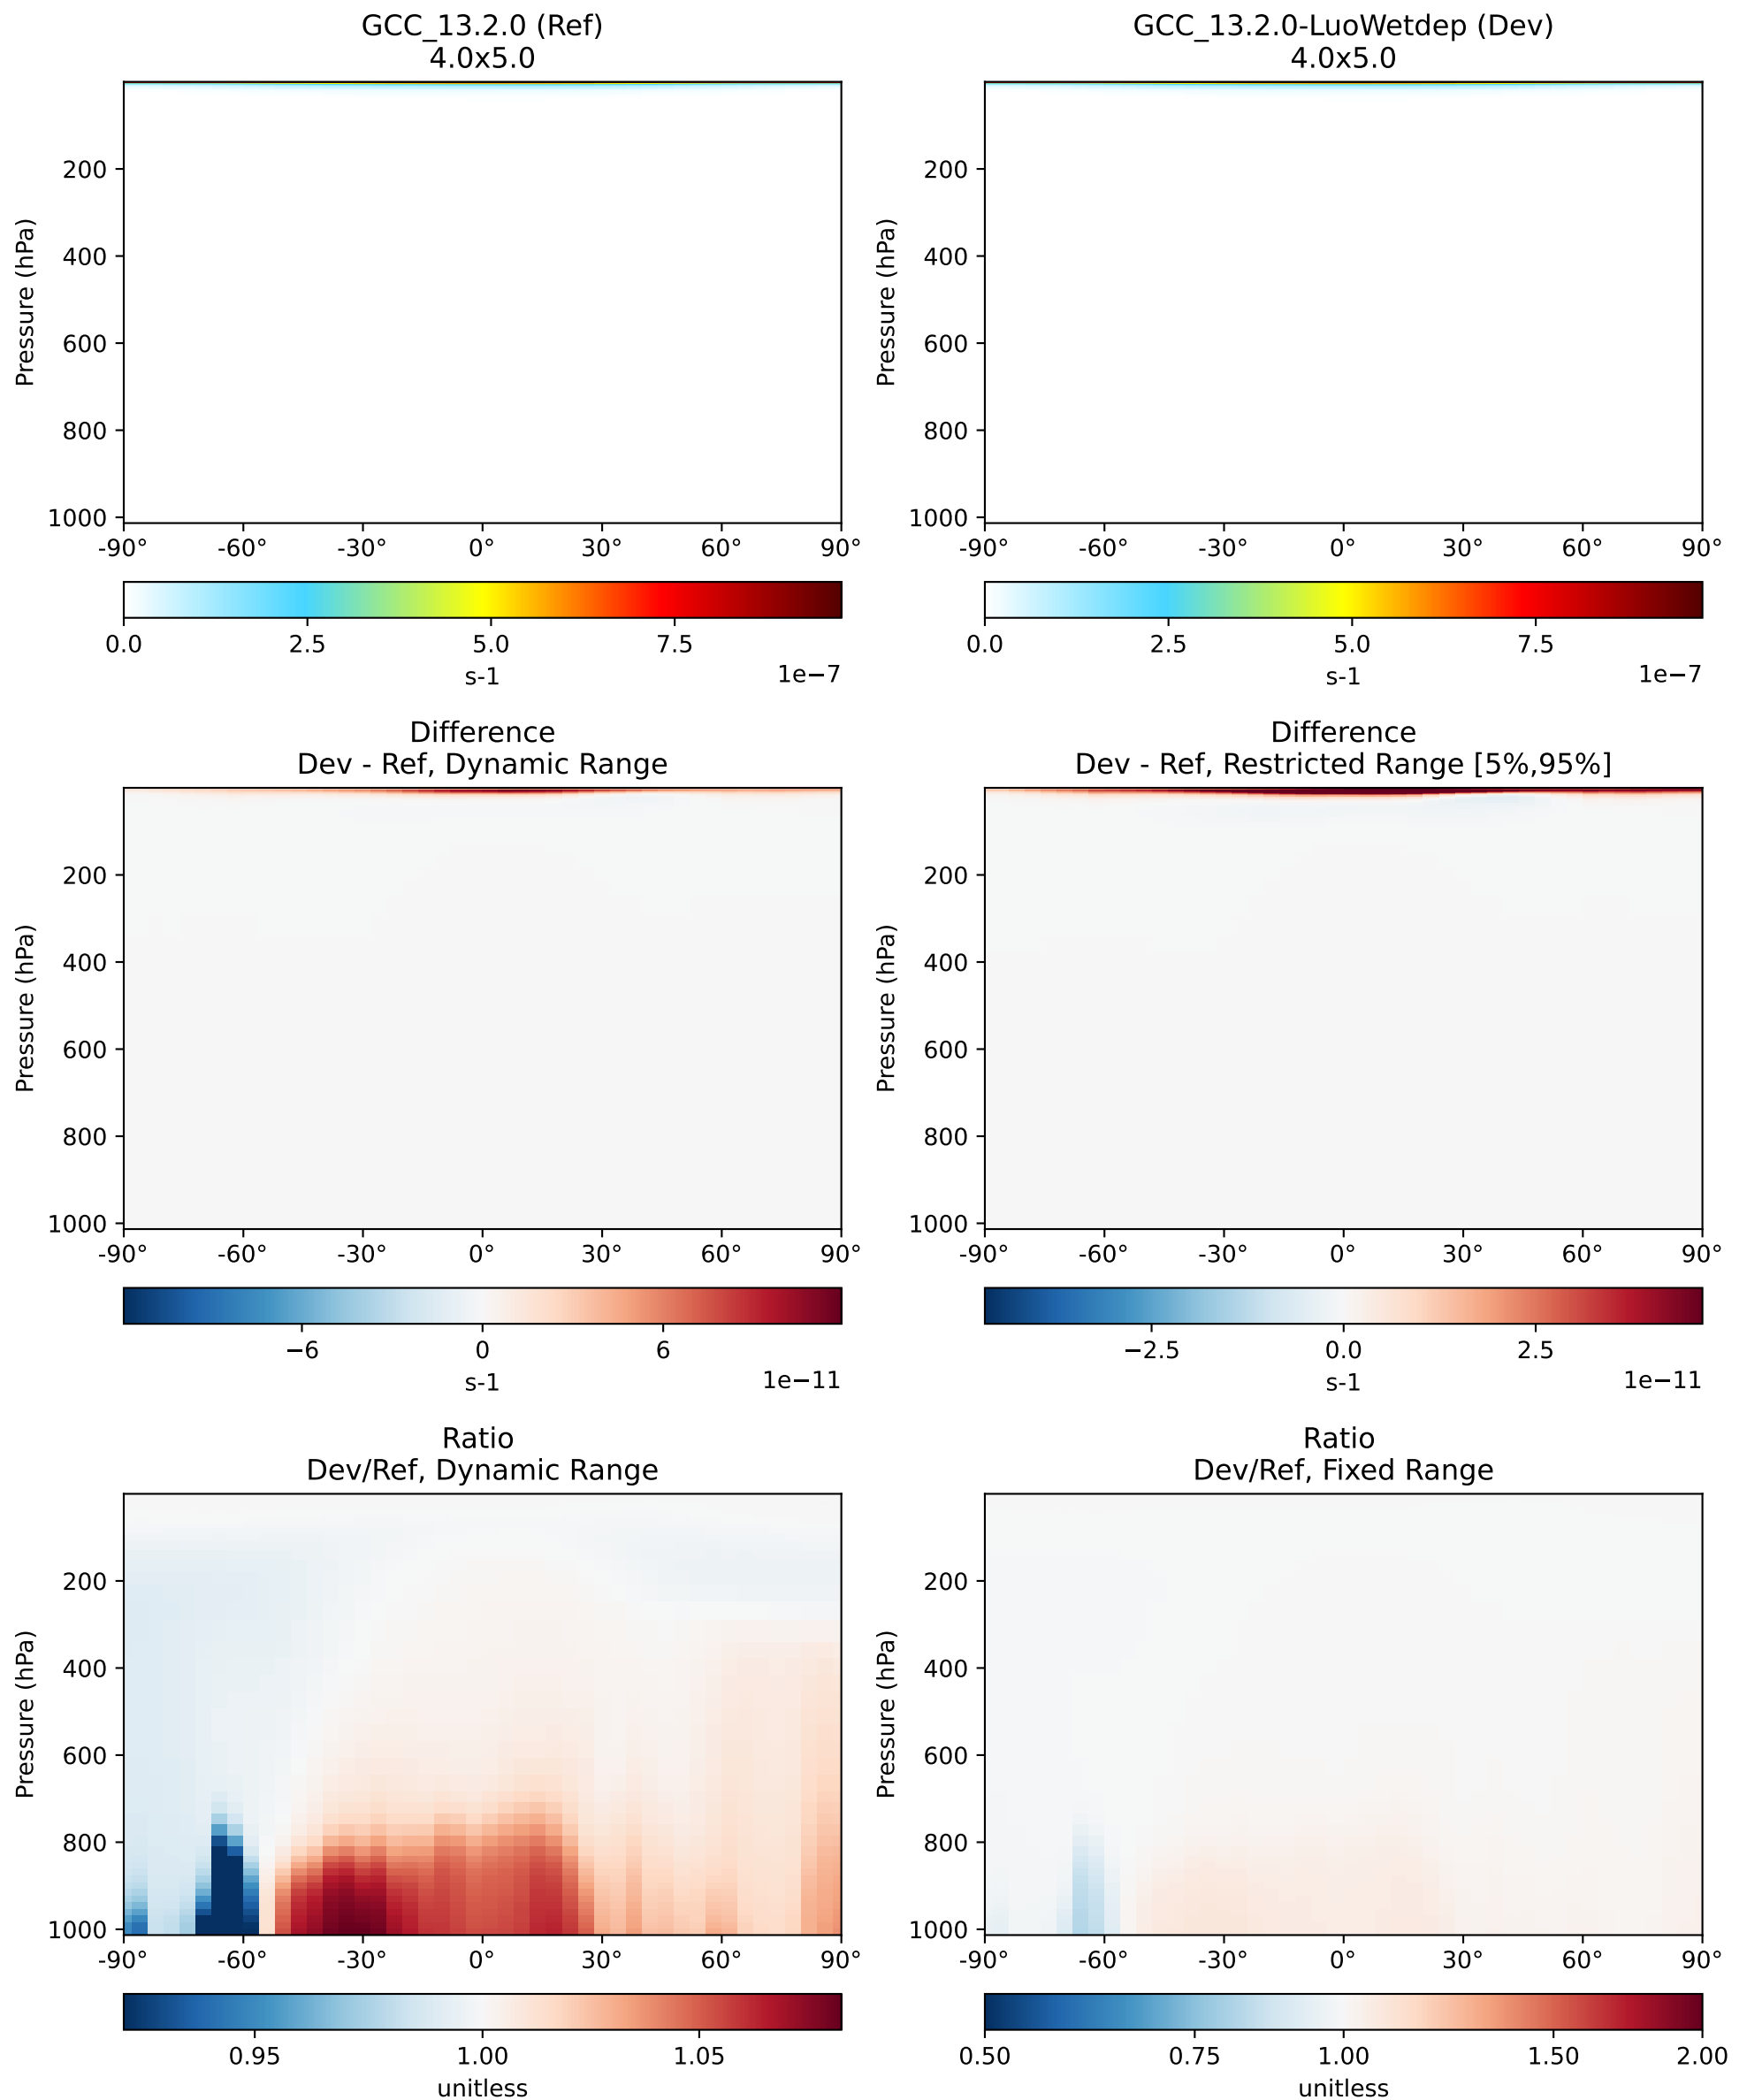 GCC_13.2.0 (Ref)
4.0x5.0
Pressure (hPa)
200
400
600
800
1000
-90° -60° -30° 0° 30° 60° 90°
0.0 2.5 5.0 7.5
s-1
1e−7
GCC_13.2.0-LuoWetdep (Dev)
4.0x5.0
Pressure (hPa)
200
400
600
800
1000
-90° -60° -30° 0° 30° 60° 90°
0.0 2.5 5.0 7.5
s-1
1e−7
Difference
Dev - Ref, Dynamic Range
Pressure (hPa)
200
400
600
800
1000
-90° -60° -30° 0° 30° 60° 90°
−6 0 6
s-1
1e−11
Difference
Dev - Ref, Restricted Range [5%,95%]
Pressure (hPa)
200
400
600
800
1000
-90° -60° -30° 0° 30° 60° 90°
−2.5 0.0 2.5
s-1
1e−11
Ratio
Dev/Ref, Dynamic Range
Pressure (hPa)
200
400
600
800
1000
-90° -60° -30° 0° 30° 60° 90°
0.95 1.00 1.05
unitless
Ratio
Dev/Ref, Fixed Range
Pressure (hPa)
200
400
600
800
1000
-90° -60° -30° 0° 30° 60° 90°
0.50 0.75 1.00 1.50 2.00
unitless